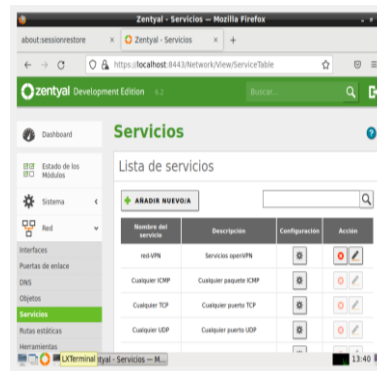 Zentyal - Servicios — Mozilla Firefox
about:sessionrestore × Zentyal - Servicios × +
https://localhost:8443/Network/View/ServiceTable
zentyal Development Edition 6.2 Buscar...
Dashboard
Estado de los Módulos
Sistema
Red
Interfaces
Puertas de enlace
DNS
Objetos
Servicios
Rutas estáticas
Herramientas
Servicios
Lista de servicios
AÑADIR NUEVO/A
Nombre del servicio Descripción Configuración Acción
red-VPN Servicios openVPN
Cualquier ICMP Cualquier paquete ICMP
Cualquier TCP Cualquier puerto TCP
Cualquier UDP Cualquier puerto UDP
LXTerminal tyal - Servicios — M... 13:40